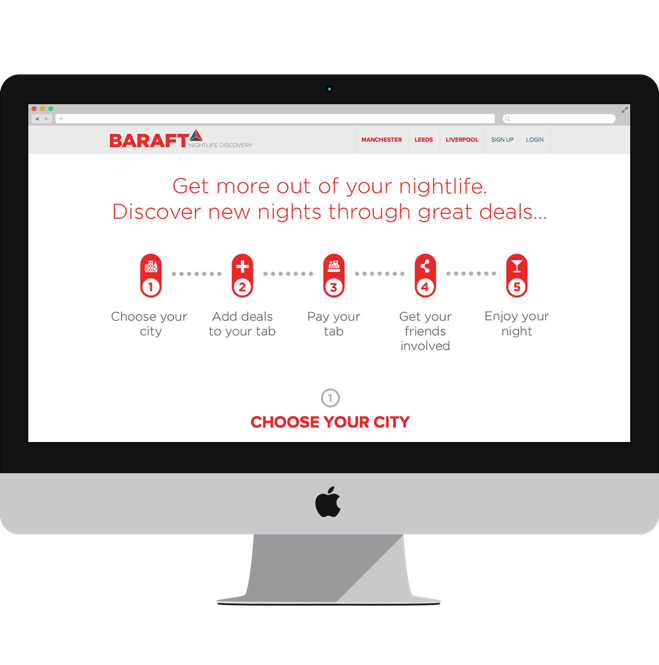 BARAFT NIGHTLIFE DISCOVERY
MANCHESTER LEEDS LIVERPOOL SIGN UP LOGIN
Get more out of your nightlife.
Discover new nights through great deals...
1 2 3 4 5
Choose your city
Add deals to your tab
Pay your tab
Get your friends involved
Enjoy your night
1
CHOOSE YOUR CITY